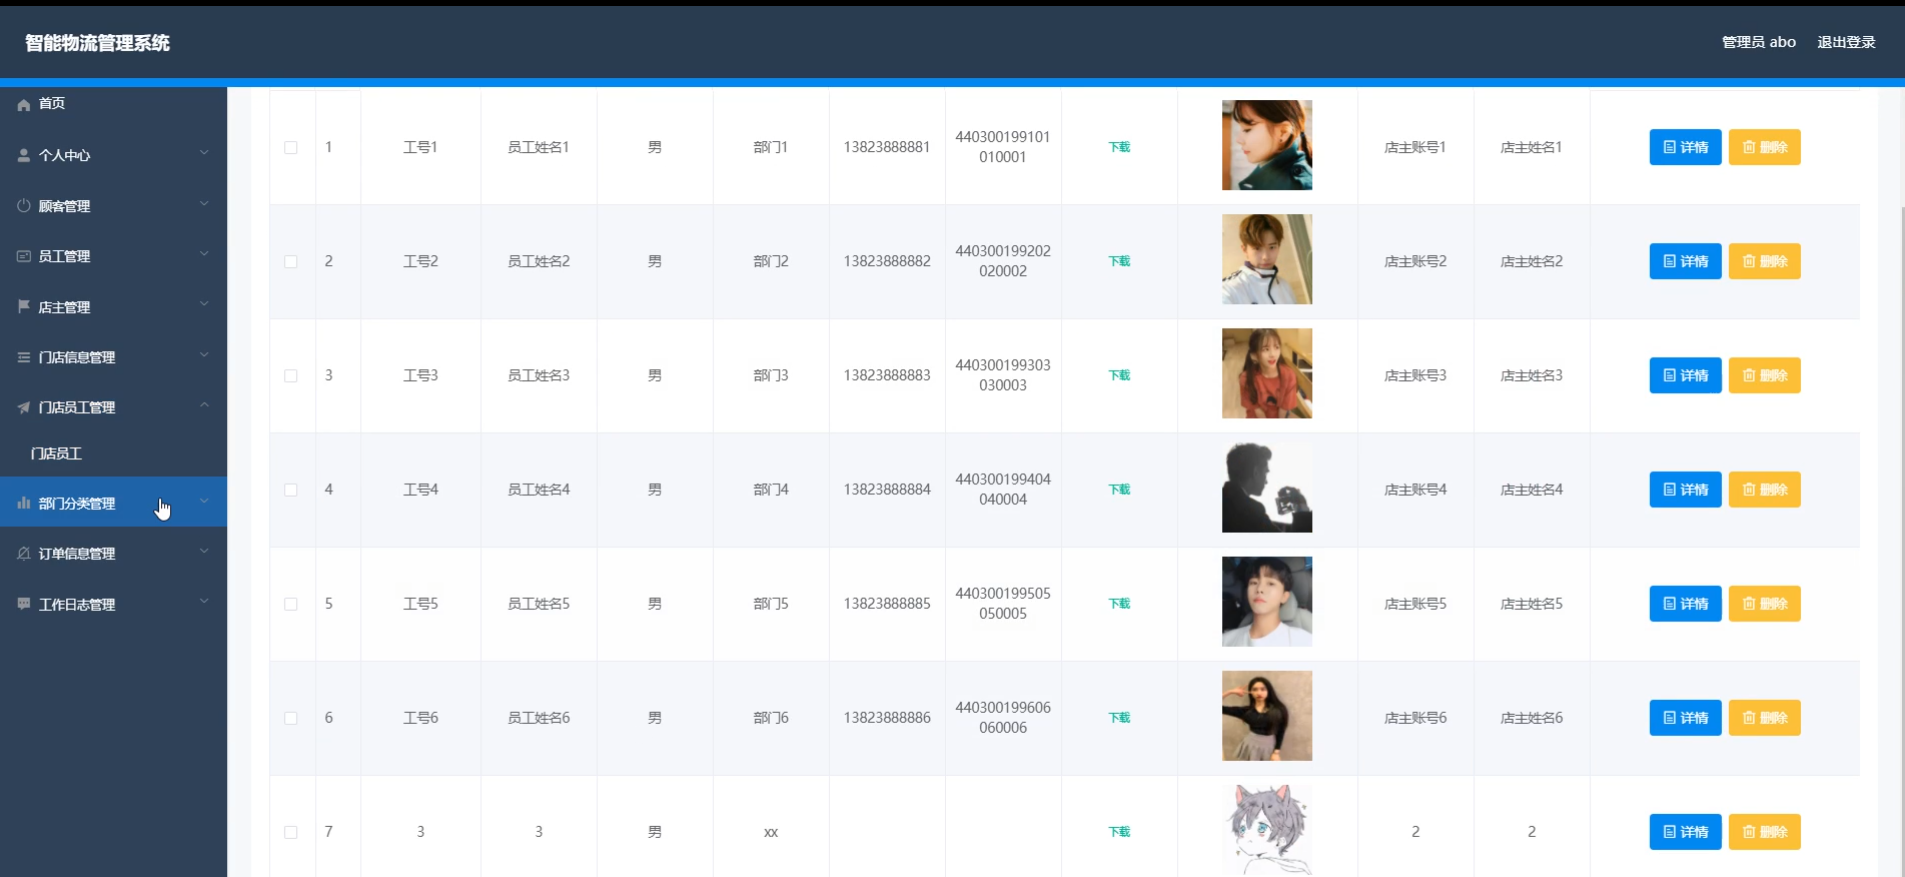 智能物流管理系统
管理员 abo 退出登录
首页
个人中心
顾客管理
员工管理
店主管理
门店信息管理
门店员工管理
门店员工
部门分类管理
订单信息管理
工作日志管理
1 工号1 员工姓名1 男 部门1 13823888881 440300199101 下载 店主账号1 店主姓名1 详情 删除
010001
2 工号2 员工姓名2 男 部门2 13823888882 440300199202 下载 店主账号2 店主姓名2 详情 删除
020002
3 工号3 员工姓名3 男 部门3 13823888883 440300199303 下载 店主账号3 店主姓名3 详情 删除
030003
4 工号4 员工姓名4 男 部门4 13823888884 440300199404 下载 店主账号4 店主姓名4 详情 删除
040004
5 工号5 员工姓名5 男 部门5 13823888885 440300199505 下载 店主账号5 店主姓名5 详情 删除
050005
6 工号6 员工姓名6 男 部门6 13823888886 440300199606 下载 店主账号6 店主姓名6 详情 删除
060006
7 3 3 男 xx 下载 2 2 详情 删除